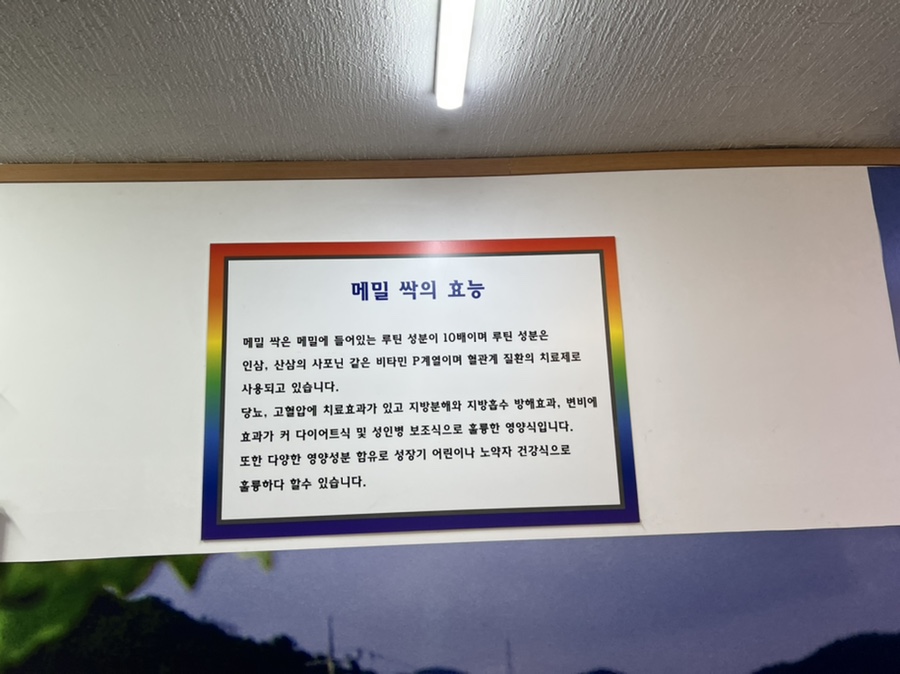 메밀 싹의 효능
메밀 싹은 메밀에 들어있는 루틴 성분이 10배이며 루틴 성분은
인삼, 산삼의 사포닌 같은 비타민 P계열이며 혈관계 질환의 치료제로
사용되고 있습니다.
당뇨, 고혈압에 치료효과가 있고 지방분해와 지방흡수 방해효과, 변비에
효과가 커 다이어트식 및 성인병 보조식으로 훌륭한 영양식입니다.
또한 다양한 영양성분 함유로 성장기 어린이나 노약자 건강식으로
훌륭하다 할수 있습니다.